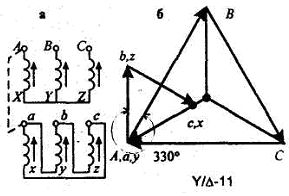 а
б
A B C
X Y Z
a b c
x y z
B
b,z
c,x
A,a,y
330°
C
Y/Δ-11